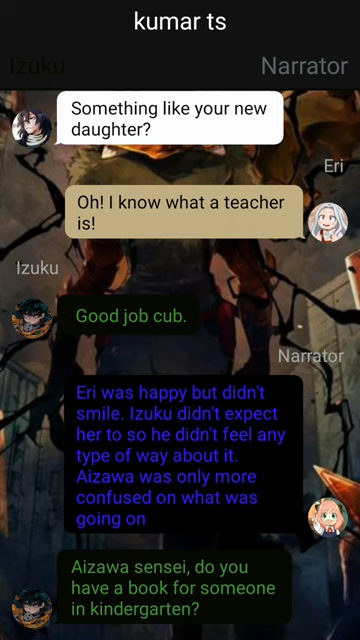 kumar ts
Izuku
Narrator
Something like your new
daughter?
Eri
Oh! I know what a teacher
is!
Izuku
Good job cub.
Narrator
Eri was happy but didn't
smile. Izuku didn't expect
her to so he didn't feel any
type of way about it.
Aizawa was only more
confused on what was
going on
Aizawa sensei, do you
have a book for someone
in kindergarten?